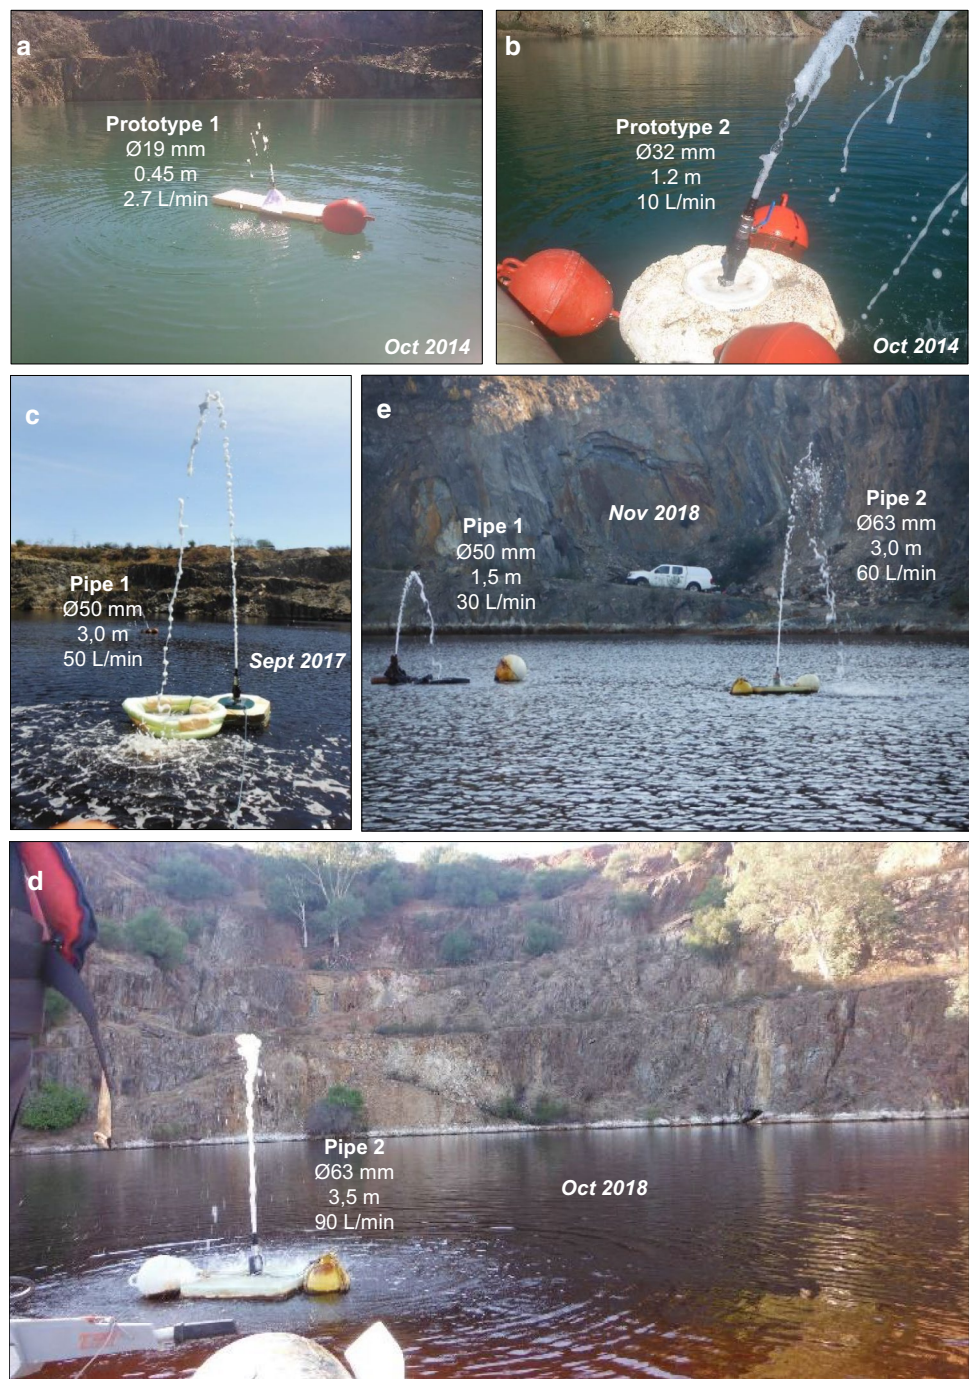 a
Prototype 1
Ø19 mm
0.45 m
2.7 L/min
Oct 2014
b
Prototype 2
Ø32 mm
1.2 m
10 L/min
Oct 2014
c
Pipe 1
Ø50 mm
3,0 m
50 L/min
Sept 2017
e
Pipe 1
Ø50 mm
1,5 m
30 L/min
Nov 2018
Pipe 2
Ø63 mm
3,0 m
60 L/min
d
Pipe 2
Ø63 mm
3,5 m
90 L/min
Oct 2018